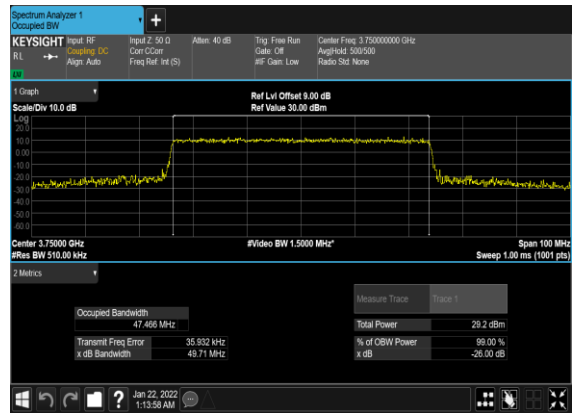 Spectrum Analyzer 1
Occupied BW
KEYSIGHT Input: RF Input Z: 50 Ω Atten: 40 dB Trig: Free Run Center Freq: 3.750000000 GHz
RL Coupling: DC Corr CCorr Gate: Off Avg|Hold: 500/500
Align: Auto Freq Ref: Int (S) #IF Gain: Low Radio Std: None
LW
1 Graph
Ref Lvl Offset 9.00 dB
Scale/Div 10.0 dB Ref Value 30.00 dBm
Log
20.0
10.0
0.00
-10.0
-20.0
-30.0
-40.0
-50.0
-60.0
Center 3.75000 GHz #Video BW 1.5000 MHz* Span 100 MHz
#Res BW 510.00 kHz Sweep 1.00 ms (1001 pts)
2 Metrics
Measure Trace Trace 1
Occupied Bandwidth
47.466 MHz Total Power 29.2 dBm
Transmit Freq Error 35.932 kHz % of OBW Power 99.00 %
x dB Bandwidth 49.71 MHz x dB -26.00 dB
Jan 22, 2022
1:13:58 AM